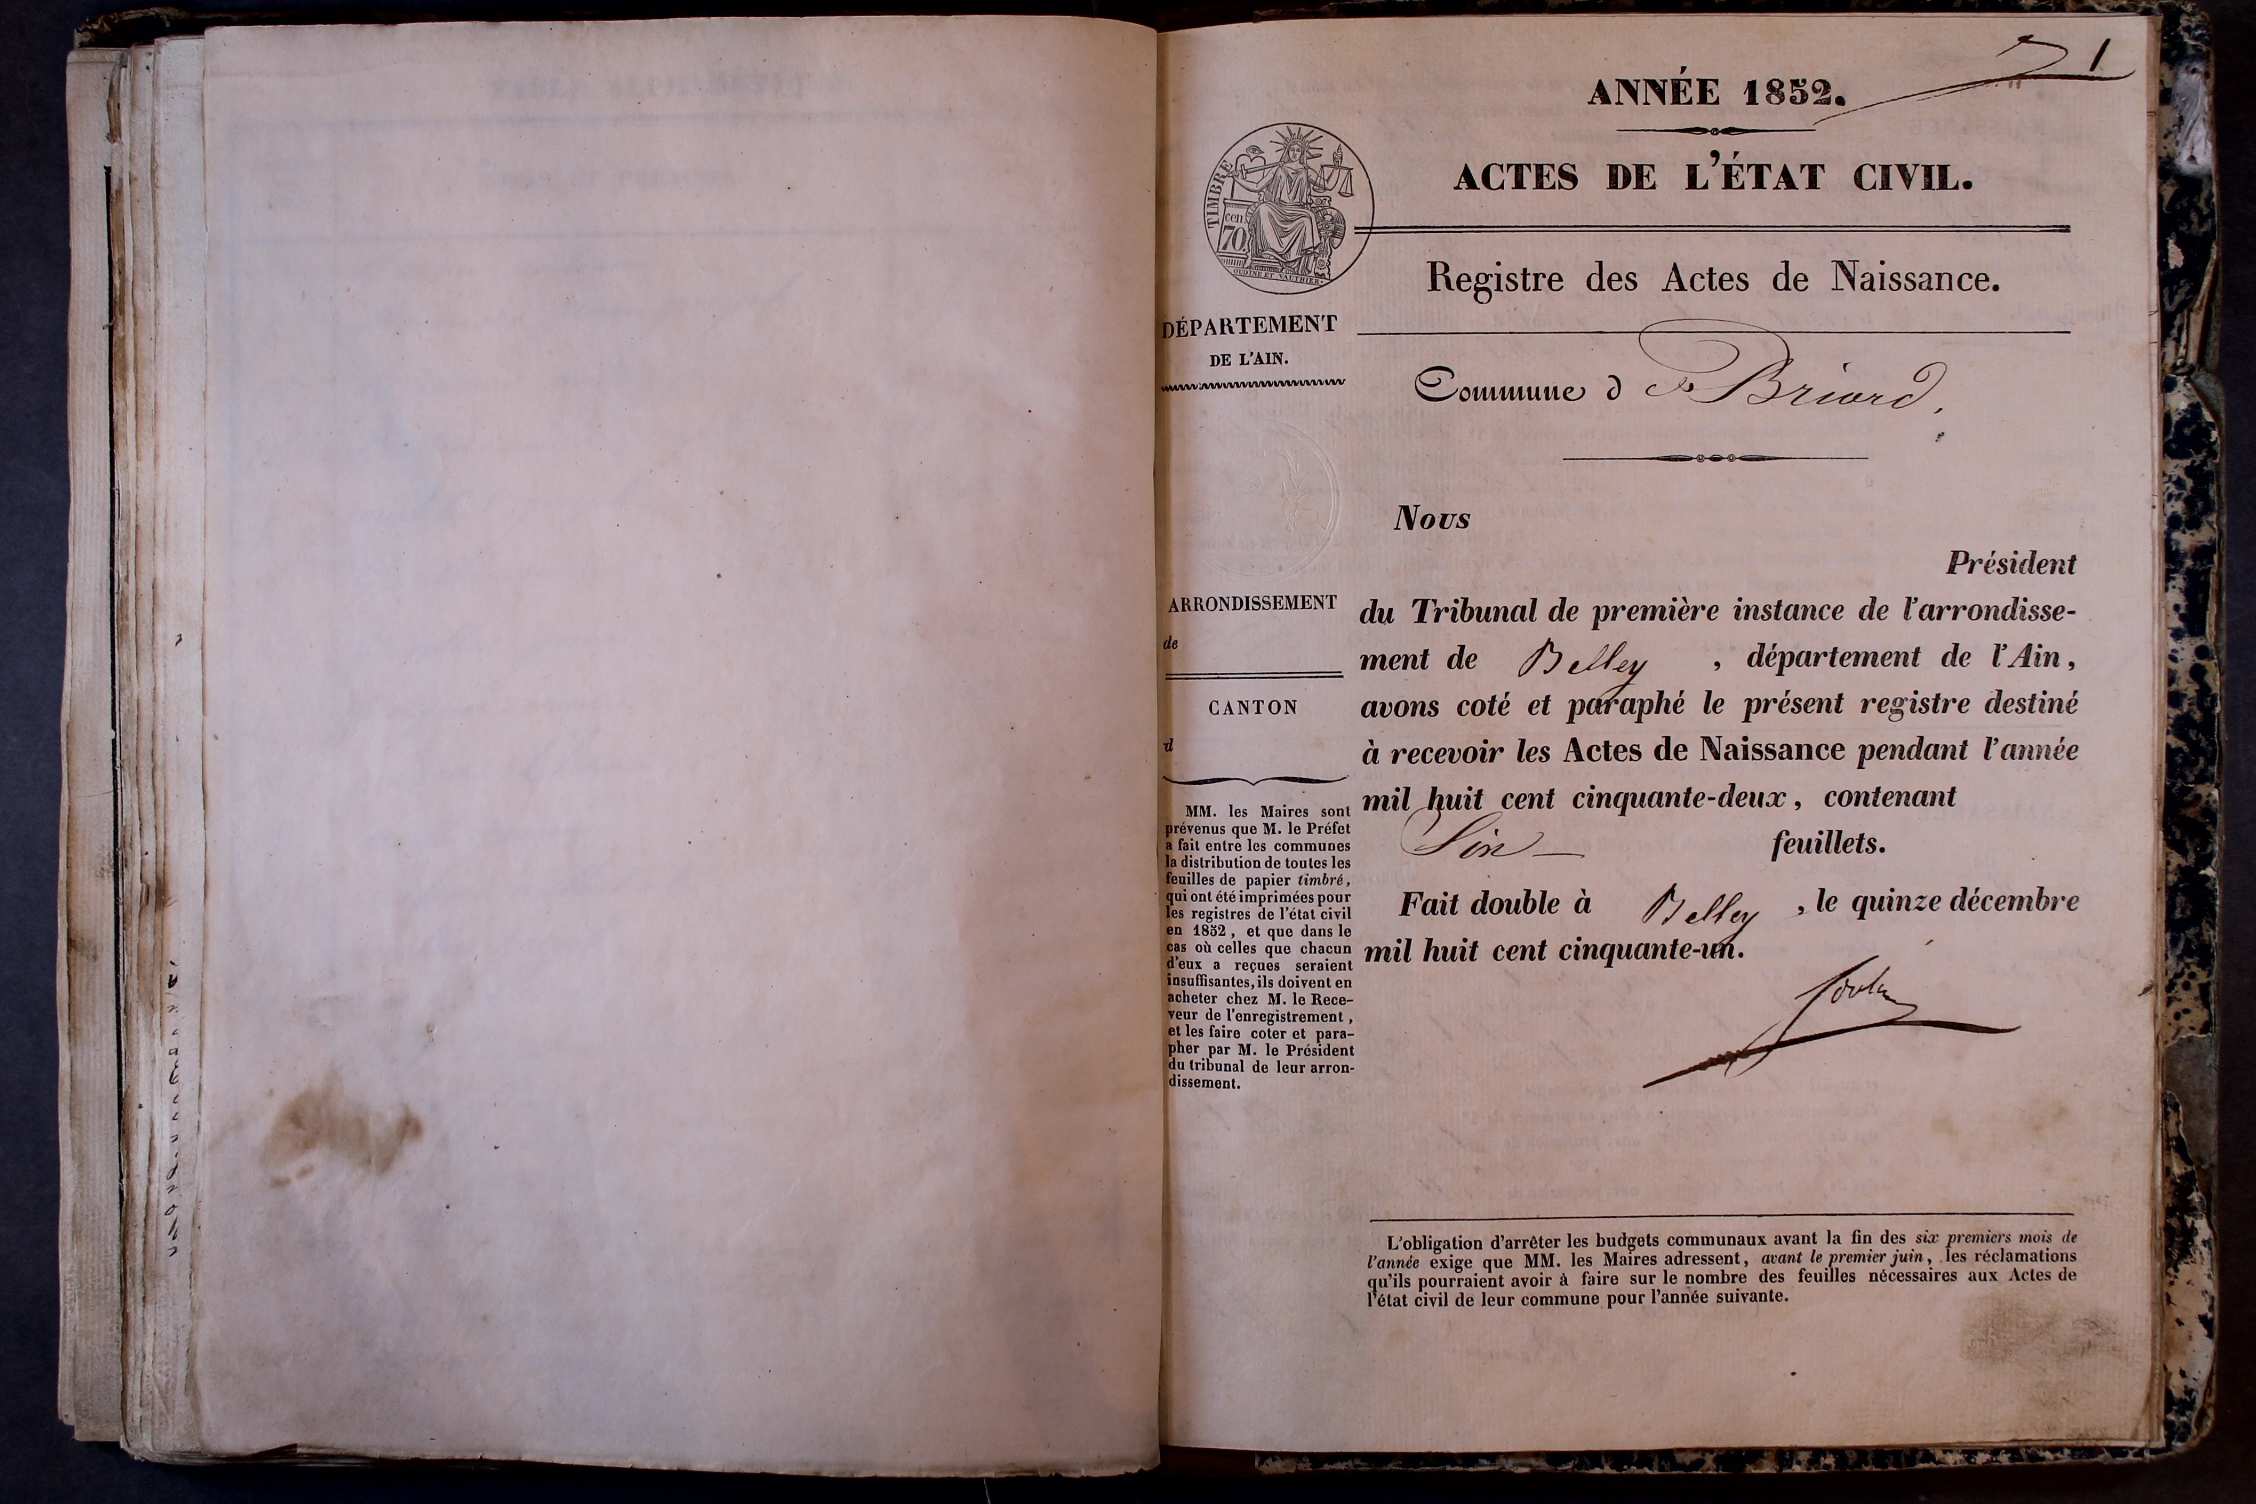 1
ANNÉE 1852.
ACTES DE L'ÉTAT CIVIL.
TIMBRE
cen
70.
OUDINE ET VAUTHIER
Registre des Actes de Naissance.
DÉPARTEMENT
DE L'AIN.
Commune de Briord.
ARRONDISSEMENT
de
CANTON
d
MM. les Maires sont
prévenus que M. le Préfet
a fait entre les communes
la distribution de toutes les
feuilles de papier timbré,
qui ont été imprimées pour
les registres de l'état civil
en 1852, et que dans le
cas où celles que chacun
d'eux a reçues seraient
insuffisantes, ils doivent en
acheter chez M. le Rece-
veur de l'enregistrement,
et les faire coter et para-
pher par M. le Président
du tribunal de leur arron-
dissement.
Nous
Président
du Tribunal de première instance de l'arrondisse-
ment de Belley, département de l'Ain,
avons coté et paraphé le présent registre destiné
à recevoir les Actes de Naissance pendant l'année
mil huit cent cinquante-deux, contenant
Six feuillets.
Fait double à Belley, le quinze décembre
mil huit cent cinquante-un.
L'obligation d'arrêter les budgets communaux avant la fin des six premiers mois de
l'année exige que MM. les Maires adressent, avant le premier juin, les réclamations
qu'ils pourraient avoir à faire sur le nombre des feuilles nécessaires aux Actes de
l'état civil de leur commune pour l'année suivante.